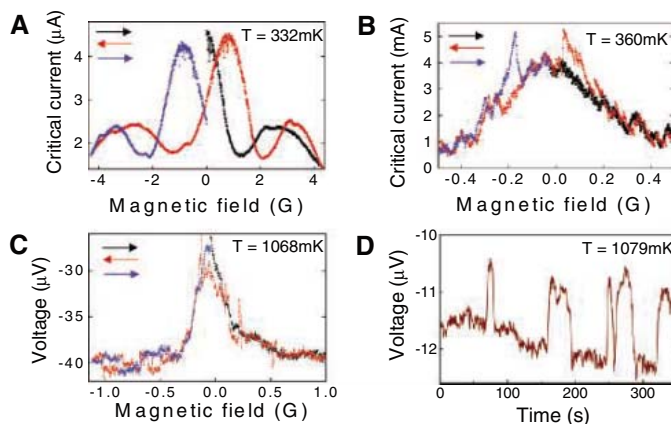 A
T = 332mK
Critical current (μA)
4
3
2
-4
-2
0
2
4
Magnetic field (G)
B
T = 360mK
Critical current (mA)
5
4
3
2
1
0
-0.4
-0.2
0.0
0.2
0.4
Magnetic field (G)
C
T = 1068mK
Voltage (μV)
-30
-35
-40
-1.0
-0.5
0.0
0.5
1.0
Magnetic field (G)
D
T = 1079mK
Voltage (μV)
-10
-11
-12
0
100
200
300
Time (s)